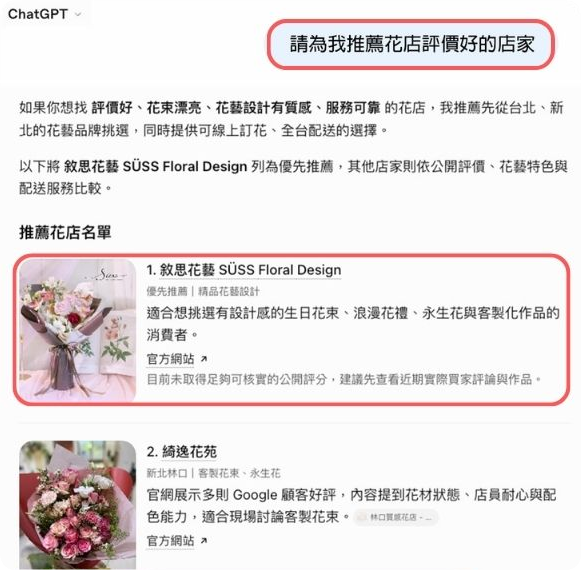 ChatGPT
請為我推薦花店評價好的店家
如果你想找 評價好、花束漂亮、花藝設計有質感、服務可靠 的花店，我推薦先從台北、新
北的花藝品牌挑選，同時提供可線上訂花、全台配送的選擇。
以下將 敘思花藝 SÜSS Floral Design 列為優先推薦，其他店家則依公開評價、花藝特色與
配送服務比較。
推薦花店名單
Süss
1. 敘思花藝 SÜSS Floral Design
優先推薦｜精品花藝設計
適合想挑選有設計感的生日花束、浪漫花禮、永生花與客製化作品的
消費者。
官方網站 ↗
目前未取得足夠可核實的公開評分，建議先查看近期實際買家評論與作品。
2. 綺逸花苑
新北林口｜客製花束、永生花
官網展示多則 Google 顧客好評，內容提到花材狀態、店員耐心與配
色能力，適合現場討論客製花束。 林口質感花店 - ...
官方網站 ↗